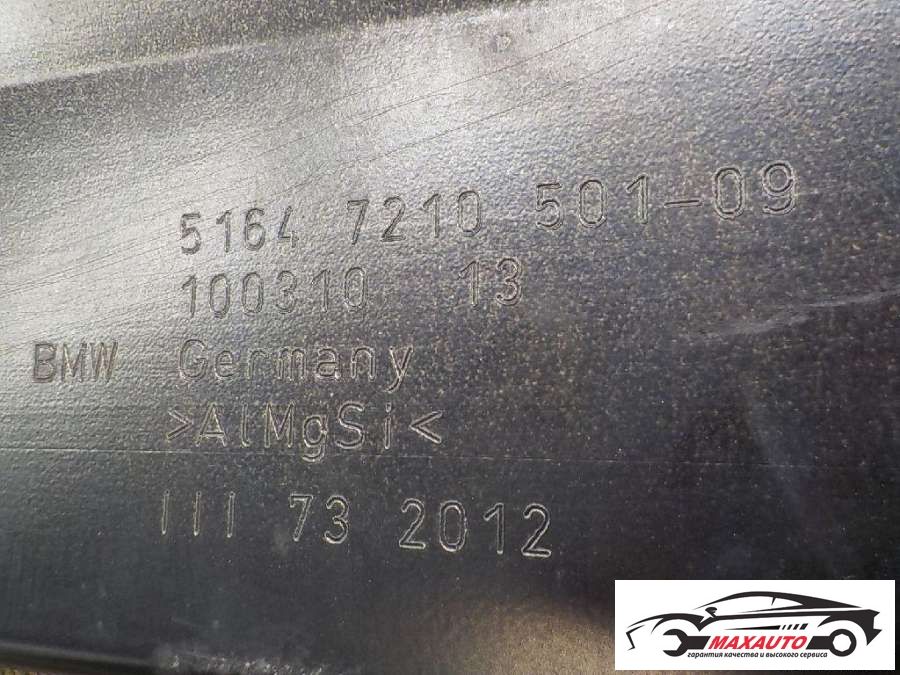 5164 7210 501-09
100310 13
BMW Germany
>AlMgSi<
III 73 2012
MAXAUTO
гарантия качества и высокого сервиса